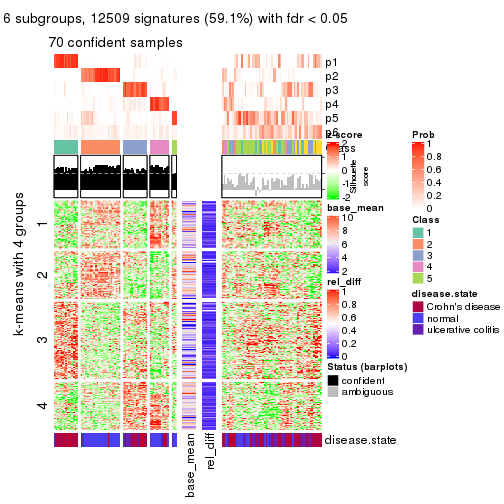 6 subgroups, 12509 signatures (59.1%) with fdr < 0.05
70 confident samples
p1
p2
p3
p4
p5
p6
Class
z-score
2
1
0
-1
-2
Silhouette
score
base_mean
10
8
6
4
2
rel_diff
1
0.8
0.6
0.4
0.2
0
Status (barplots)
confident
ambiguous
Prob
1
0.8
0.6
0.4
0.2
0
Class
1
2
3
4
5
disease.state
Crohn's disease
normal
ulcerative colitis
k-means with 4 groups
1
2
3
4
disease.state
base_mean
rel_diff